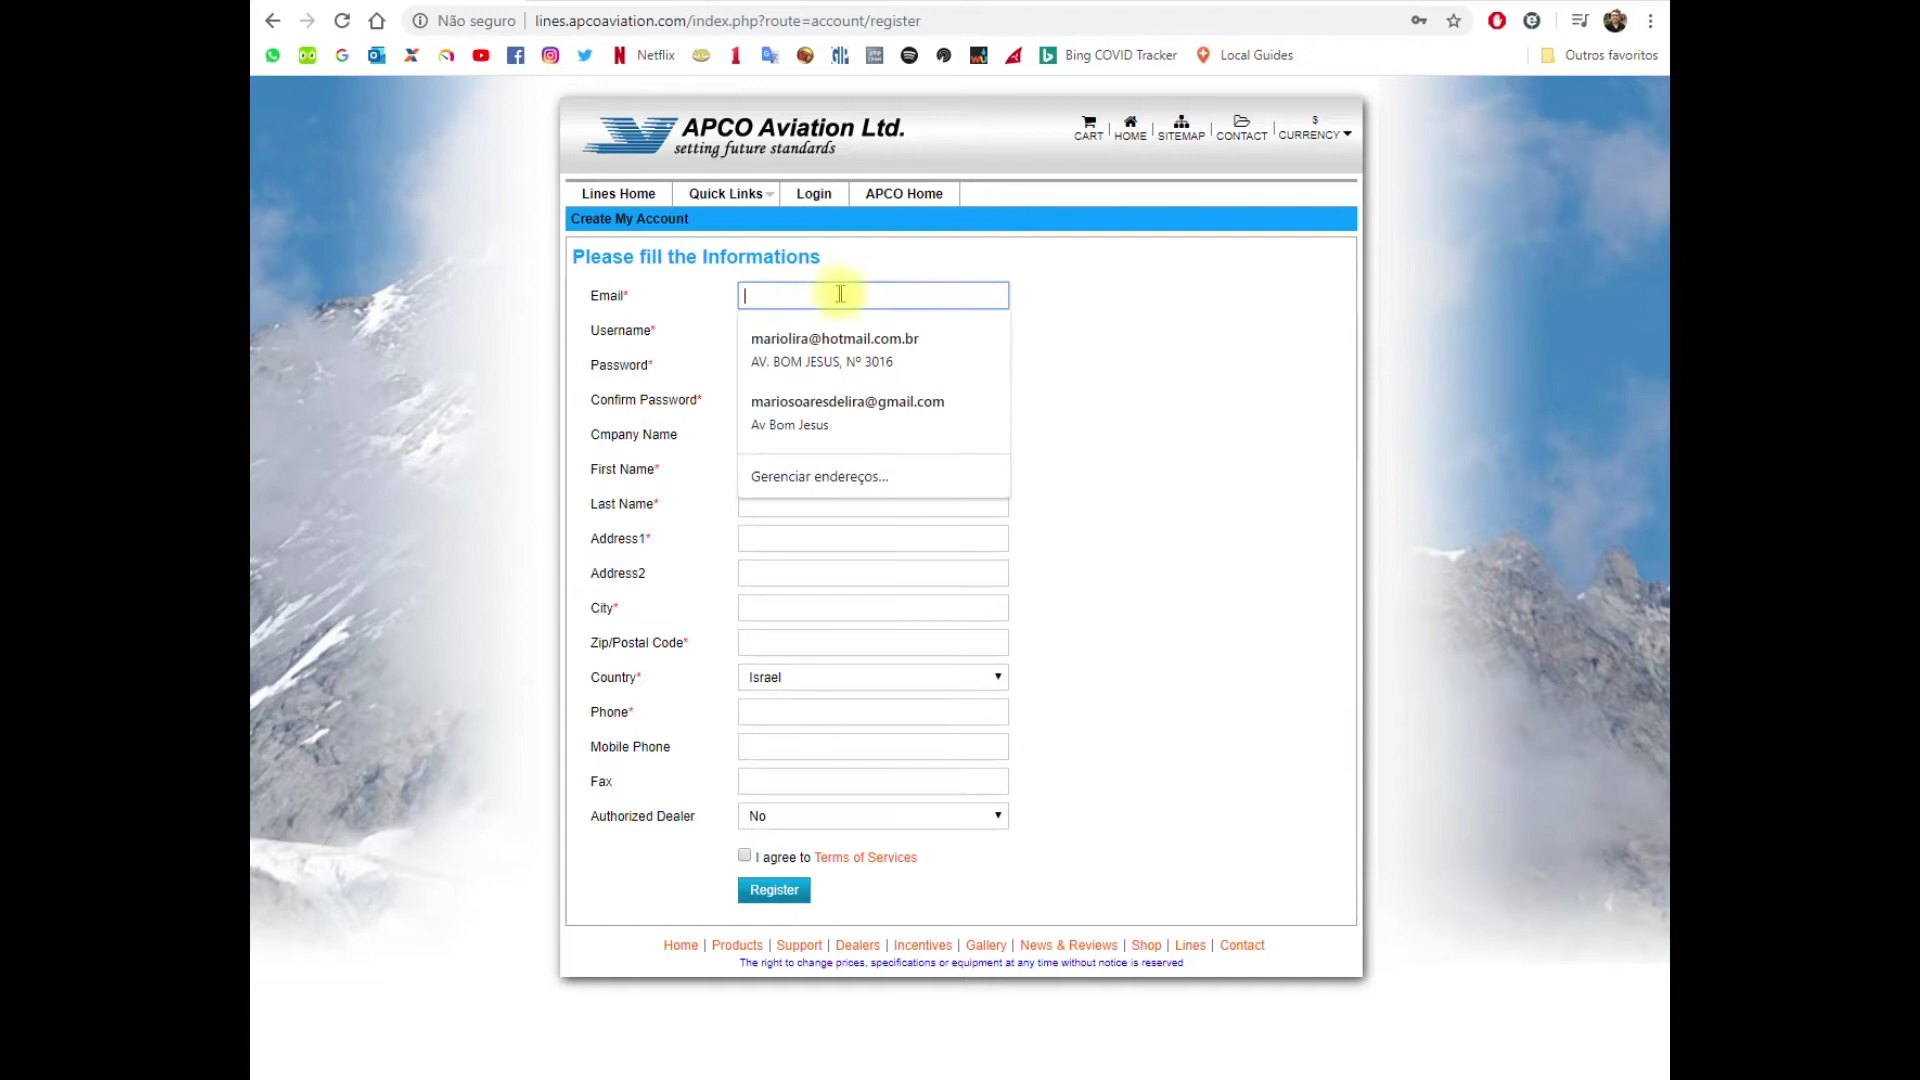 Não seguro | lines.apcoaviation.com/index.php?route=account/register
Netflix
Bing COVID Tracker
Local Guides
Outros favoritos
APCO Aviation Ltd.
setting future standards
CART | HOME | SITEMAP | CONTACT | $ CURRENCY
Lines Home
Quick Links
Login
APCO Home
Create My Account
Please fill the Informations
Email*
mariolira@hotmail.com.br
AV. BOM JESUS, Nº 3016
mariosoaresdelira@gmail.com
Av Bom Jesus
Gerenciar endereços...
Username*
Password*
Confirm Password*
Cmpany Name
First Name*
Last Name*
Address1*
Address2
City*
Zip/Postal Code*
Country*
Israel
Phone*
Mobile Phone
Fax
Authorized Dealer
No
I agree to Terms of Services
Register
Home | Products | Support | Dealers | Incentives | Gallery | News & Reviews | Shop | Lines | Contact
The right to change prices, specifications or equipment at any time without notice is reserved